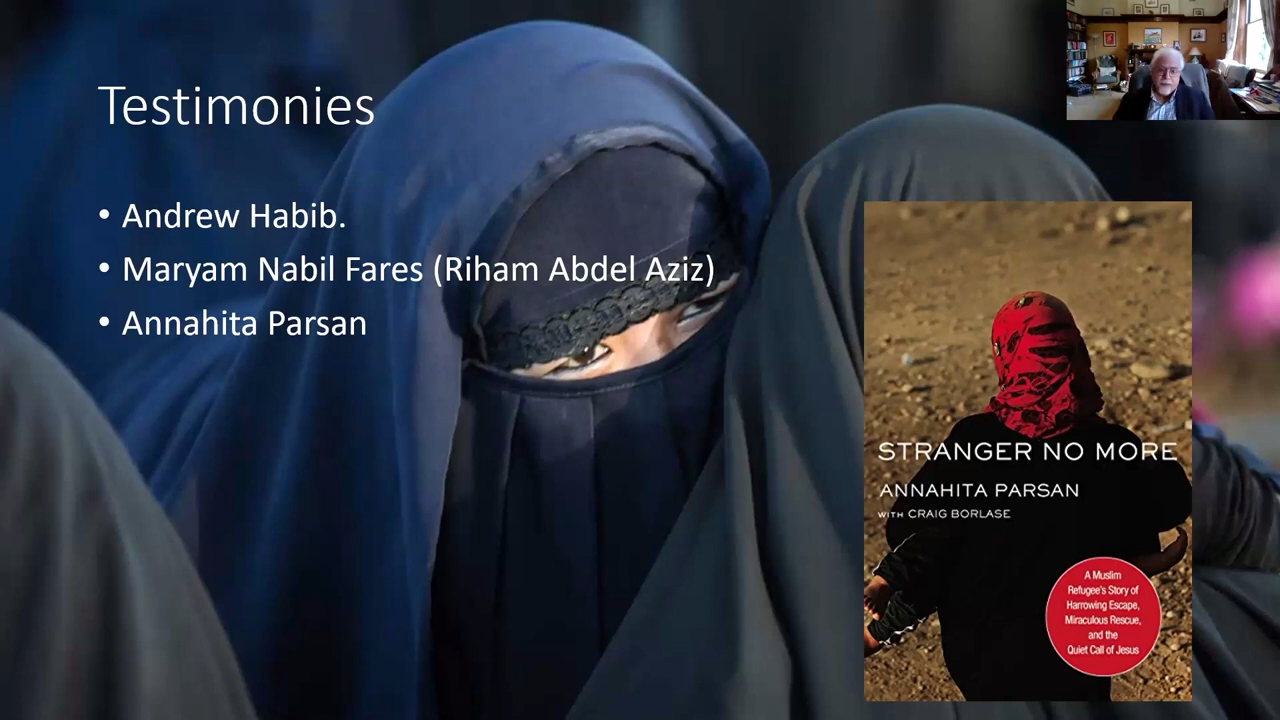 Testimonies
• Andrew Habib.
• Maryam Nabil Fares (Riham Abdel Aziz)
• Annahita Parsan
STRANGER NO MORE
ANNAHITA PARSAN
WITH CRAIG BORLASE
A Muslim
Refugee's Story of
Harrowing Escape,
Miraculous Rescue,
and the
Quiet Call of Jesus